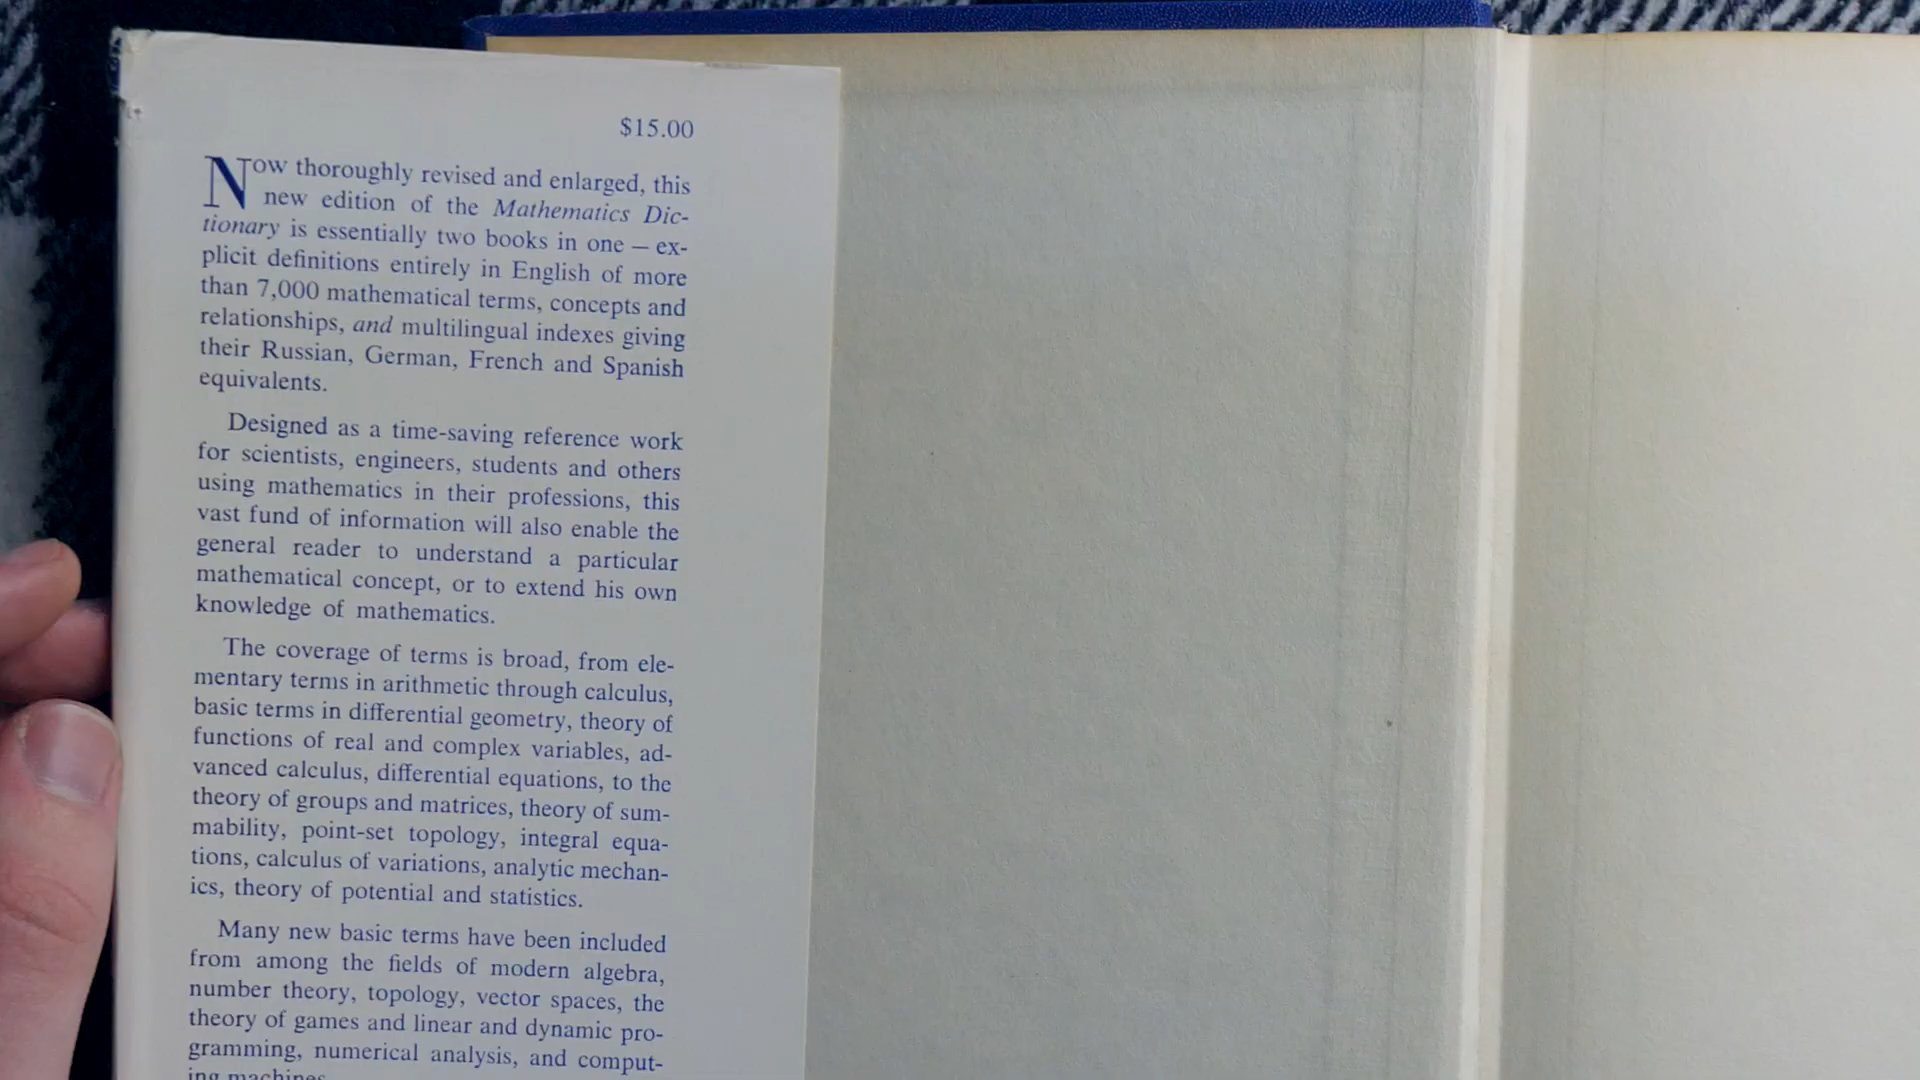 $15.00
Now thoroughly revised and enlarged, this
new edition of the Mathematics Dic-
tionary is essentially two books in one – ex-
plicit definitions entirely in English of more
than 7,000 mathematical terms, concepts and
relationships, and multilingual indexes giving
their Russian, German, French and Spanish
equivalents.
Designed as a time-saving reference work
for scientists, engineers, students and others
using mathematics in their professions, this
vast fund of information will also enable the
general reader to understand a particular
mathematical concept, or to extend his own
knowledge of mathematics.
The coverage of terms is broad, from ele-
mentary terms in arithmetic through calculus,
basic terms in differential geometry, theory of
functions of real and complex variables, ad-
vanced calculus, differential equations, to the
theory of groups and matrices, theory of sum-
mability, point-set topology, integral equa-
tions, calculus of variations, analytic mechan-
ics, theory of potential and statistics.
Many new basic terms have been included
from among the fields of modern algebra,
number theory, topology, vector spaces, the
theory of games and linear and dynamic pro-
gramming, numerical analysis, and comput-
ing machines.